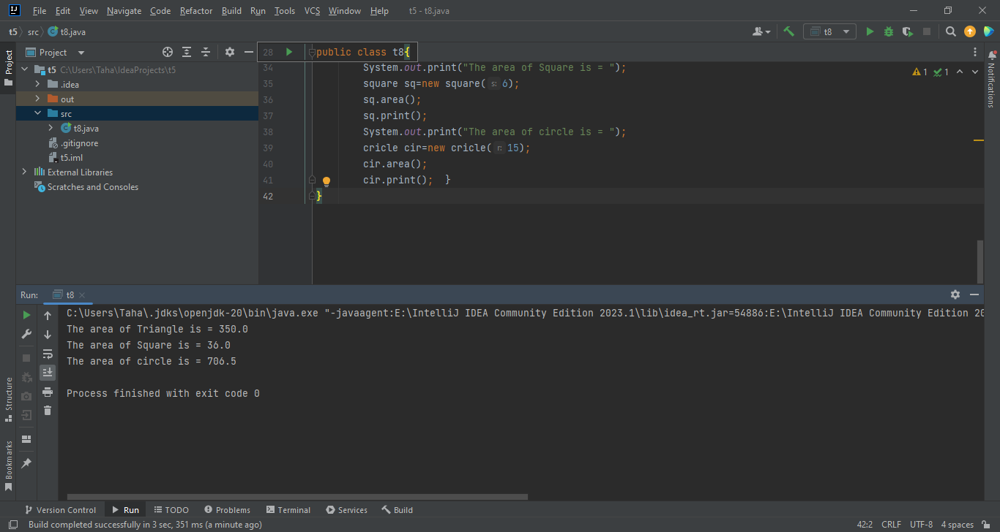 File Edit View Navigate Code Refactor Build Run Tools VCS Window Help t5 - t8.java
t5 src t8.java
t8
Project
Project
t5 C:\Users\Taha\IdeaProjects\t5
.idea
out
src
t8.java
.gitignore
t5.iml
External Libraries
Scratches and Consoles
28 public class t8{
34 System.out.print("The area of Square is = ");
35 square sq=new square( s: 6);
36 sq.area();
37 sq.print();
38 System.out.print("The area of circle is = ");
39 cricle cir=new cricle( r: 15);
40 cir.area();
41 cir.print(); }
42 }
1 1
Notifications
Run: t8
C:\Users\Taha\.jdks\openjdk-20\bin\java.exe "-javaagent:E:\IntelliJ IDEA Community Edition 2023.1\lib\idea_rt.jar=54886:E:\IntelliJ IDEA Community Edition 20
The area of Triangle is = 350.0
The area of Square is = 36.0
The area of circle is = 706.5
Process finished with exit code 0
Structure
Bookmarks
Version Control Run TODO Problems Terminal Services Build
Build completed successfully in 3 sec, 351 ms (a minute ago) 42:2 CRLF UTF-8 4 spaces